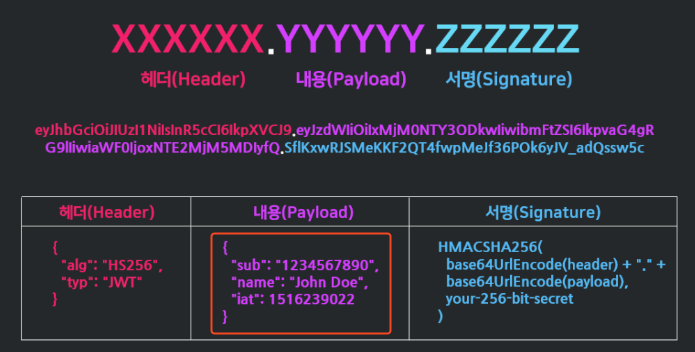 XXXXXX.YYYYYY.ZZZZZZ
헤더(Header) 내용(Payload) 서명(Signature)
eyJhbGciOiJIUzI1NiIsInR5cCI6IkpXVCJ9.eyJzdWIiOiIxMjM0NTY3ODkwIiwibmFtZSI6IkpvaG4gR
G9lIiwiaWF0IjoxNTE2MjM5MDIyfQ.SflKxwRJSMeKKF2QT4fwpMeJf36POk6yJV_adQssw5c
헤더(Header) 내용(Payload) 서명(Signature)
{
"alg": "HS256",
"typ": "JWT"
}
{
"sub": "1234567890",
"name": "John Doe",
"iat": 1516239022
}
HMACSHA256(
base64UrlEncode(header) + "." +
base64UrlEncode(payload),
your-256-bit-secret
)